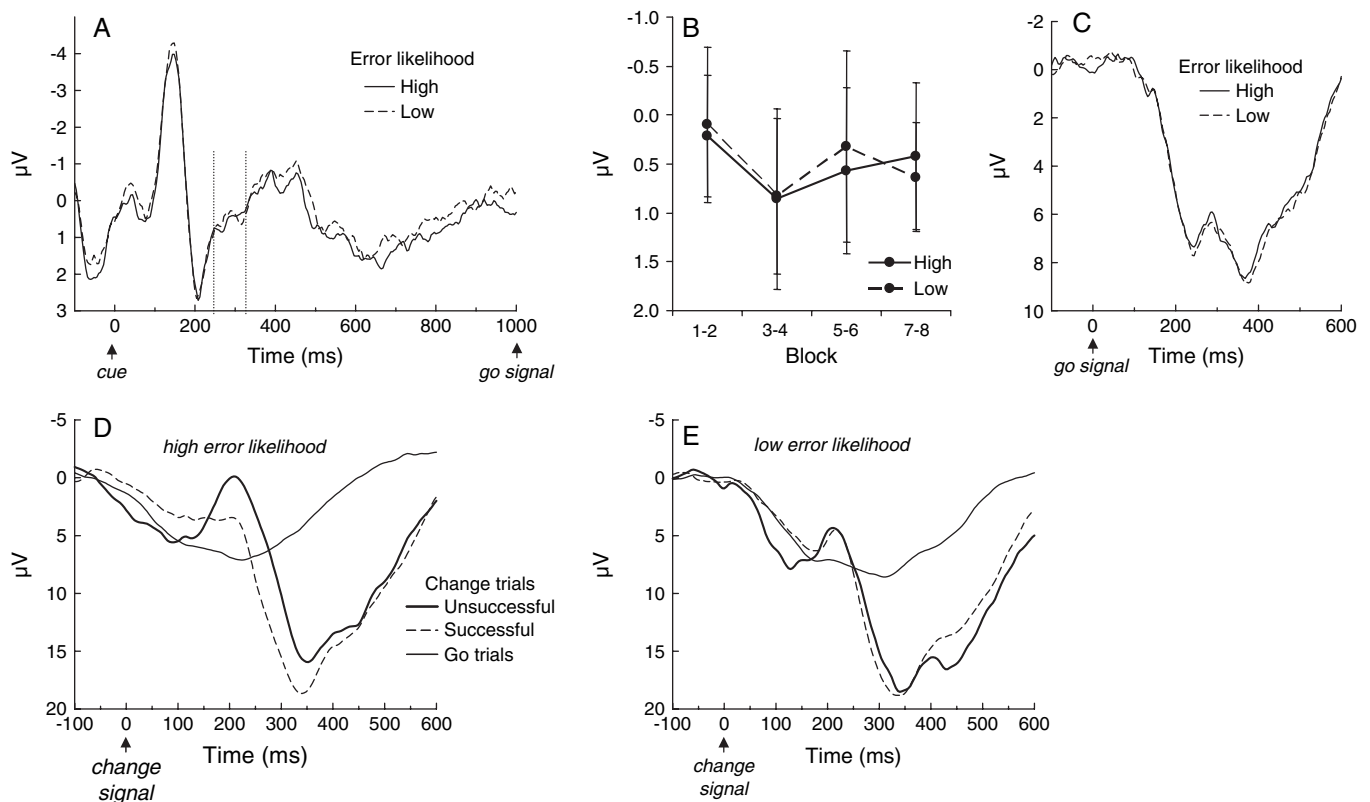 A
µV
-4
-3
-2
-1
0
1
2
3
Error likelihood
High
Low
0 200 400 600 800 1000
Time (ms)
cue
go signal
B
µV
-1.0
-0.5
0.0
0.5
1.0
1.5
2.0
High
Low
1-2 3-4 5-6 7-8
Block
C
µV
-2
0
2
4
6
8
10
Error likelihood
High
Low
0 200 400 600
Time (ms)
go signal
D
high error likelihood
µV
-5
0
5
10
15
20
Change trials
Unsuccessful
Successful
Go trials
-100 0 100 200 300 400 500 600
Time (ms)
change
signal
E
low error likelihood
µV
-5
0
5
10
15
20
-100 0 100 200 300 400 500 600
Time (ms)
change
signal